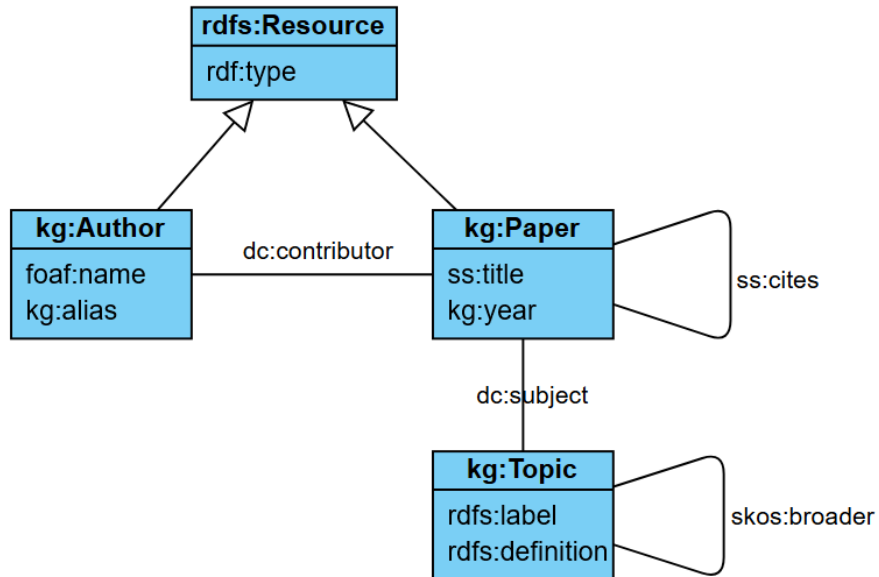 rdfs:Resource
rdf:type
kg:Author
foaf:name
kg:alias
dc:contributor
kg:Paper
ss:title
kg:year
ss:cites
dc:subject
kg:Topic
rdfs:label
rdfs:definition
skos:broader